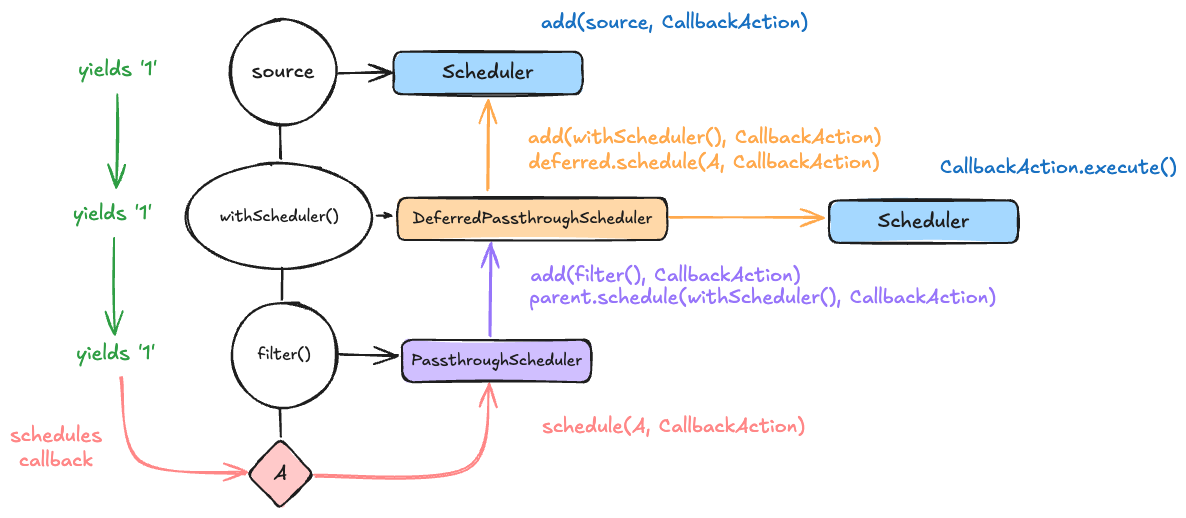 add(source, CallbackAction)
yields '1'
source
Scheduler
add(withScheduler(), CallbackAction)
deferred.schedule(A, CallbackAction)
CallbackAction.execute()
yields '1'
withScheduler()
DeferredPassthroughScheduler
Scheduler
add(filter(), CallbackAction)
parent.schedule(withScheduler(), CallbackAction)
yields '1'
filter()
PassthroughScheduler
schedule(A, CallbackAction)
schedules
callback
A